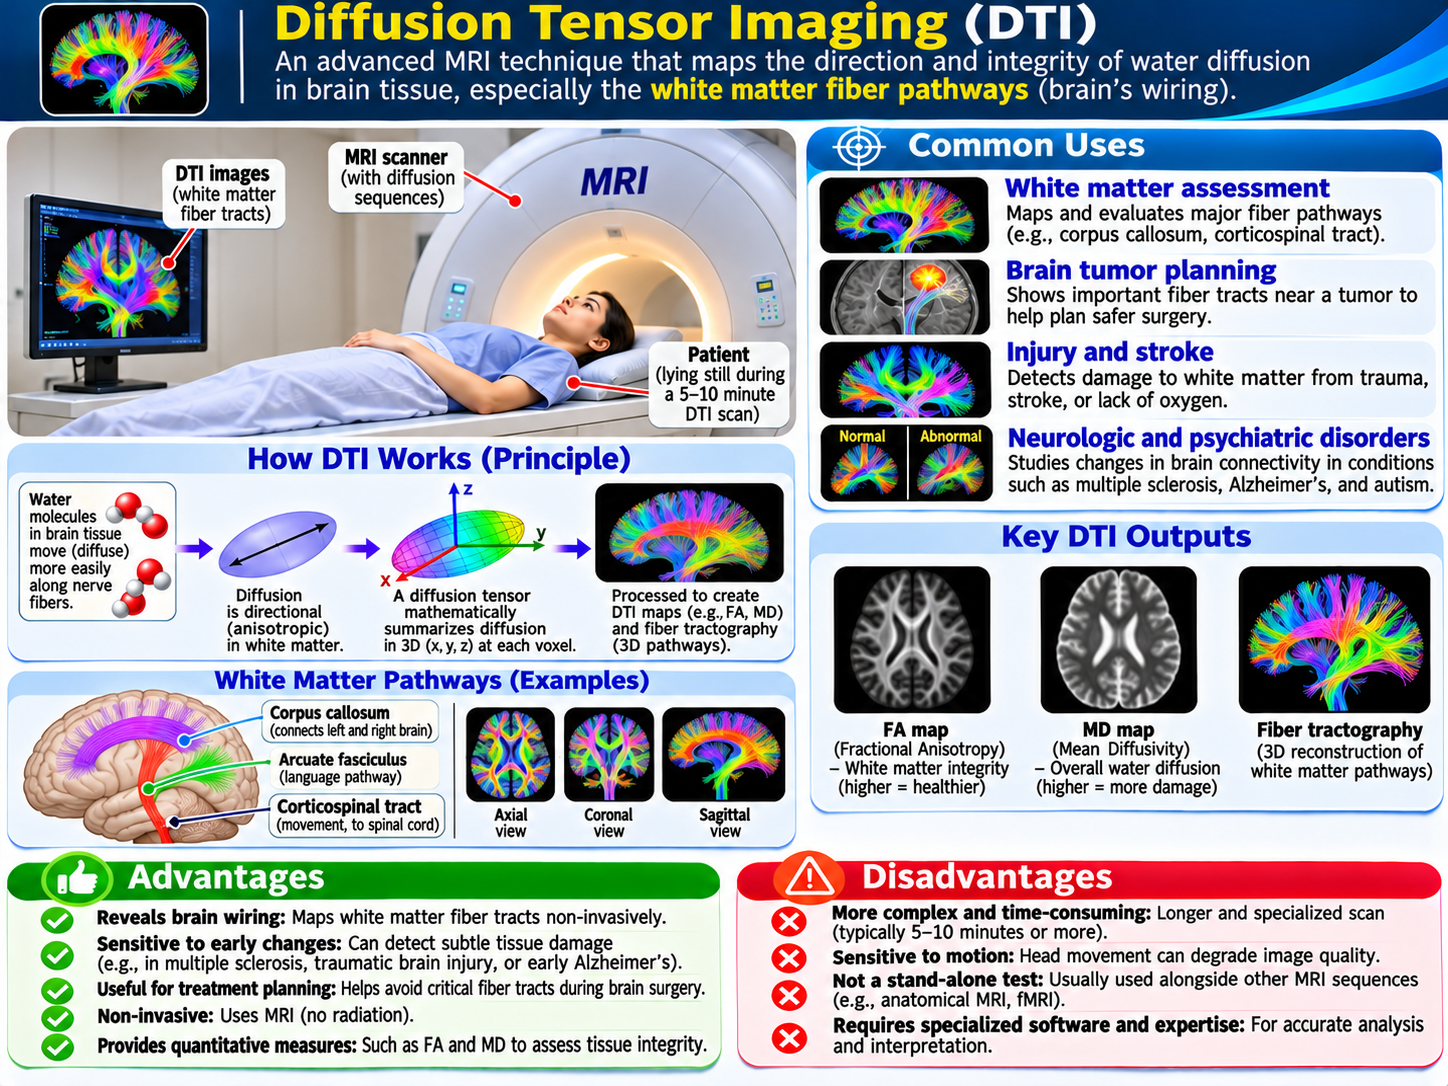 Diffusion Tensor Imaging (DTI)
An advanced MRI technique that maps the direction and integrity of water diffusion
in brain tissue, especially the white matter fiber pathways (brain's wiring).
DTI images
(white matter
fiber tracts)
MRI scanner
(with diffusion
sequences)
MRI
Patient
(lying still during
a 5–10 minute
DTI scan)
Common Uses
White matter assessment
Maps and evaluates major fiber pathways
(e.g., corpus callosum, corticospinal tract).
Brain tumor planning
Shows important fiber tracts near a tumor to
help plan safer surgery.
Injury and stroke
Detects damage to white matter from trauma,
stroke, or lack of oxygen.
Normal
Abnormal
Neurologic and psychiatric disorders
Studies changes in brain connectivity in conditions
such as multiple sclerosis, Alzheimer's, and autism.
How DTI Works (Principle)
Water
molecules
in brain tissue
move (diffuse)
more easily
along nerve
fibers.
Diffusion
is directional
(anisotropic)
in white matter.
z
y
x
A diffusion tensor
mathematically
summarizes diffusion
in 3D (x, y, z) at each voxel.
Processed to create
DTI maps (e.g., FA, MD)
and fiber tractography
(3D pathways).
Key DTI Outputs
FA map
(Fractional Anisotropy)
– White matter integrity
(higher = healthier)
MD map
(Mean Diffusivity)
– Overall water diffusion
(higher = more damage)
Fiber tractography
(3D reconstruction of
white matter pathways)
White Matter Pathways (Examples)
Corpus callosum
(connects left and right brain)
Arcuate fasciculus
(language pathway)
Corticospinal tract
(movement, to spinal cord)
Axial
view
Coronal
view
Sagittal
view
Advantages
Reveals brain wiring: Maps white matter fiber tracts non-invasively.
Sensitive to early changes: Can detect subtle tissue damage
(e.g., in multiple sclerosis, traumatic brain injury, or early Alzheimer's).
Useful for treatment planning: Helps avoid critical fiber tracts during brain surgery.
Non-invasive: Uses MRI (no radiation).
Provides quantitative measures: Such as FA and MD to assess tissue integrity.
Disadvantages
More complex and time-consuming: Longer and specialized scan
(typically 5–10 minutes or more).
Sensitive to motion: Head movement can degrade image quality.
Not a stand-alone test: Usually used alongside other MRI sequences
(e.g., anatomical MRI, fMRI).
Requires specialized software and expertise: For accurate analysis
and interpretation.